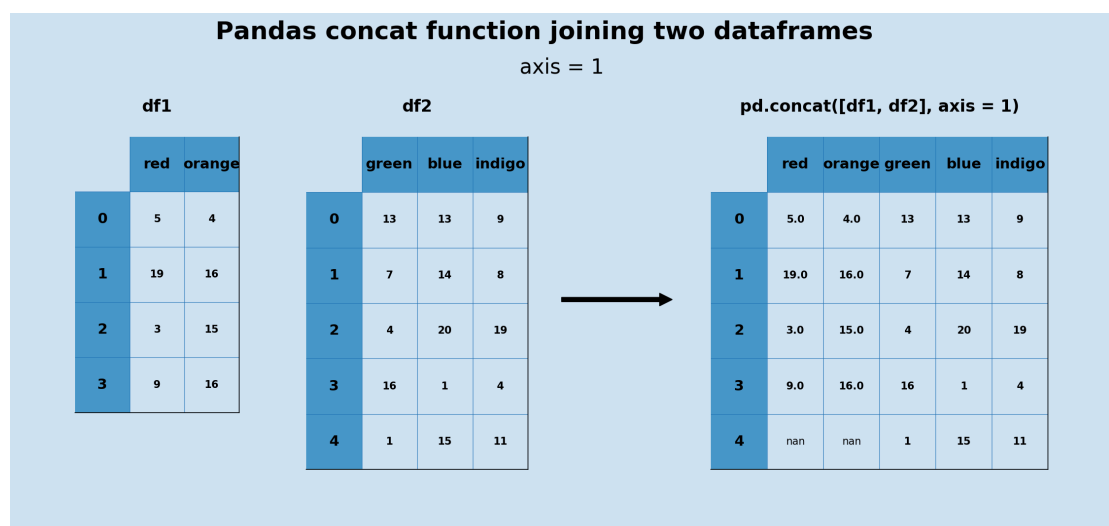 Pandas concat function joining two dataframes
axis = 1
df1
red orange
0 5 4
1 19 16
2 3 15
3 9 16
df2
green blue indigo
0 13 13 9
1 7 14 8
2 4 20 19
3 16 1 4
4 1 15 11
pd.concat([df1, df2], axis = 1)
red orange green blue indigo
0 5.0 4.0 13 13 9
1 19.0 16.0 7 14 8
2 3.0 15.0 4 20 19
3 9.0 16.0 16 1 4
4 nan nan 1 15 11